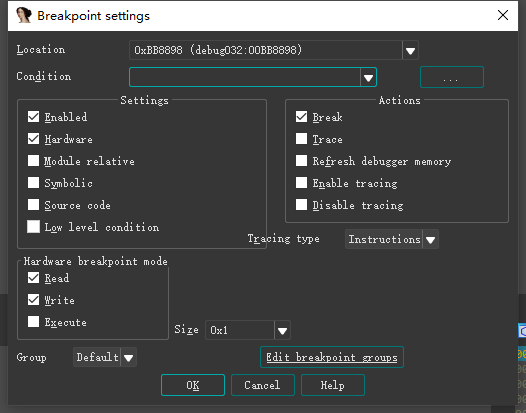 Breakpoint settings
Location 0xBB8898 (debug032:00BB8898)
Condition ...
Settings Actions
Enabled Break
Hardware Trace
Module relative Refresh debugger memory
Symbolic Enable tracing
Source code Disable tracing
Low level condition
Tracing type Instructions
Hardware breakpoint mode
Read
Write
Execute
Size 0x1
Group Default Edit breakpoint groups
OK Cancel Help